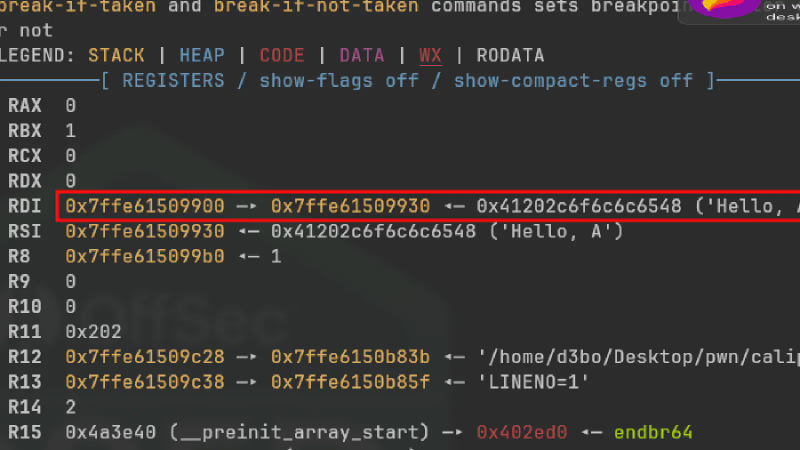 break-if-taken and break-if-not-taken commands sets breakpoin
r not
LEGEND: STACK | HEAP | CODE | DATA | WX | RODATA
[ REGISTERS / show-flags off / show-compact-regs off ]
RAX 0
RBX 1
RCX 0
RDX 0
RDI 0x7ffe61509900 —▸ 0x7ffe61509930 ◂— 0x41202c6f6c6c6548 ('Hello, A
RSI 0x7ffe61509930 ◂— 0x41202c6f6c6c6548 ('Hello, A')
R8 0x7ffe615099b0 ◂— 1
R9 0
R10 0
R11 0x202
R12 0x7ffe61509c28 —▸ 0x7ffe6150b83b ◂— '/home/d3bo/Desktop/pwn/calip
R13 0x7ffe61509c38 —▸ 0x7ffe6150b85f ◂— 'LINENO=1'
R14 2
R15 0x4a3e40 (__preinit_array_start) —▸ 0x402ed0 ◂— endbr64
on w
desk
OffSec